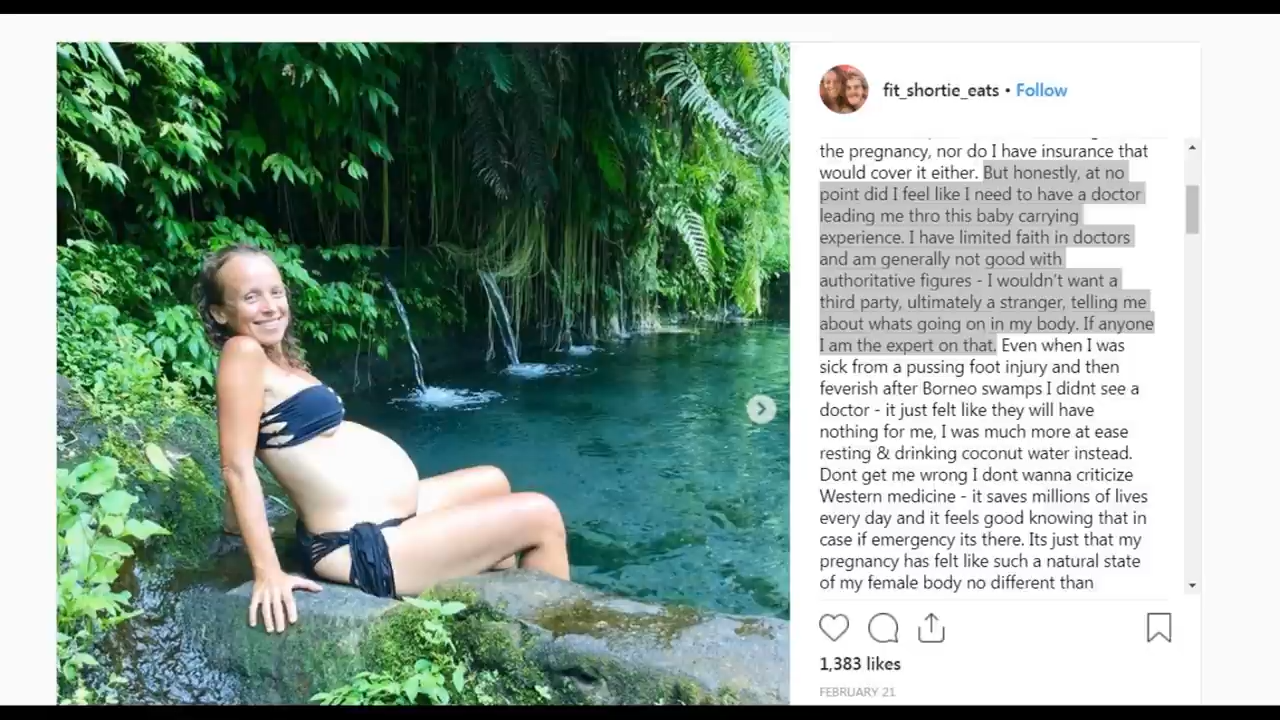 fit_shortie_eats • Follow
the pregnancy, nor do I have insurance that
would cover it either. But honestly, at no
point did I feel like I need to have a doctor
leading me thro this baby carrying
experience. I have limited faith in doctors
and am generally not good with
authoritative figures - I wouldn't want a
third party, ultimately a stranger, telling me
about whats going on in my body. If anyone
I am the expert on that. Even when I was
sick from a pussing foot injury and then
feverish after Borneo swamps I didnt see a
doctor - it just felt like they will have
nothing for me, I was much more at ease
resting & drinking coconut water instead.
Dont get me wrong I dont wanna criticize
Western medicine - it saves millions of lives
every day and it feels good knowing that in
case if emergency its there. Its just that my
pregnancy has felt like such a natural state
of my female body no different than
1,383 likes
FEBRUARY 21